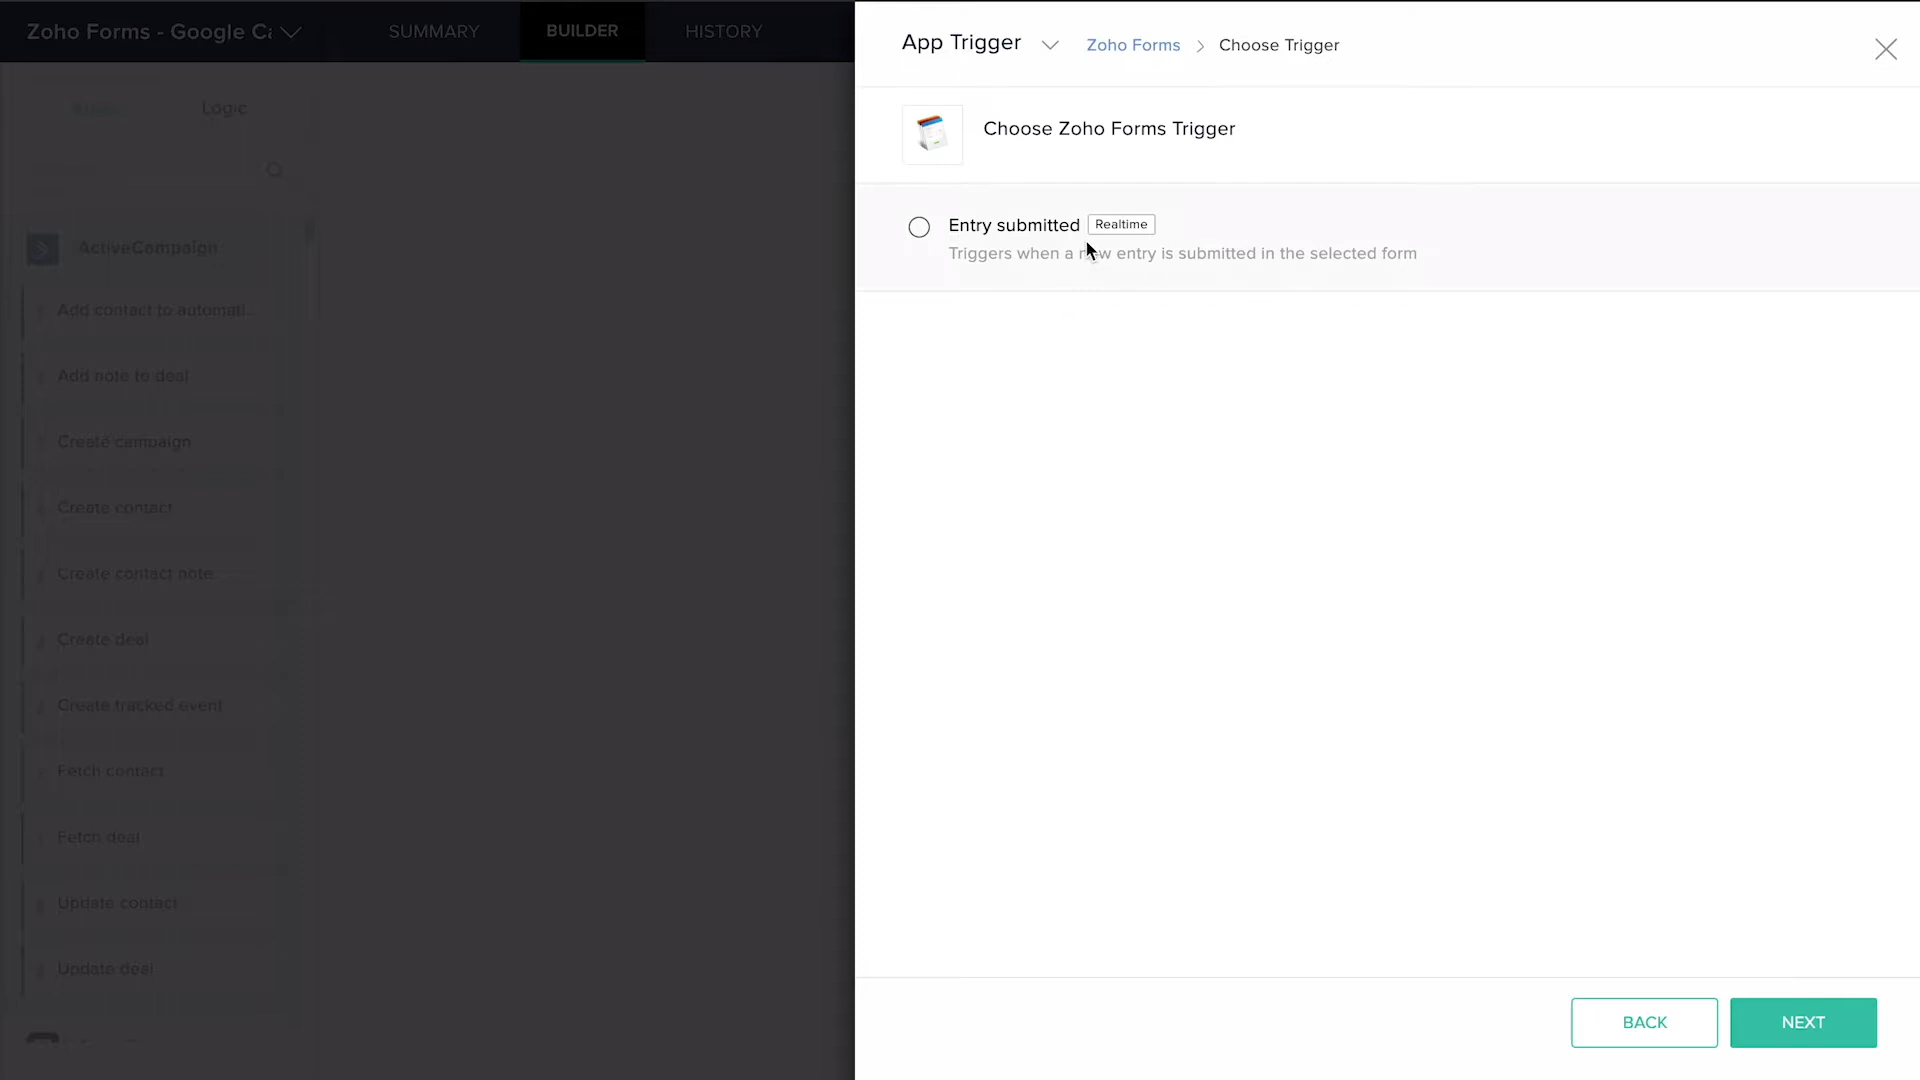 Zoho Forms - Google Ca
SUMMARY
BUILDER
HISTORY
Logic
ActiveCompaign
Add contact to automati...
Add note to deal
Create campaign
Create contact
Create contact note
Create deal
Create tracked event
Fetch contact
Fetch deal
Update contact
Update deal
App Trigger
Zoho Forms > Choose Trigger
Choose Zoho Forms Trigger
Entry submitted Realtime
Triggers when a new entry is submitted in the selected form
BACK
NEXT